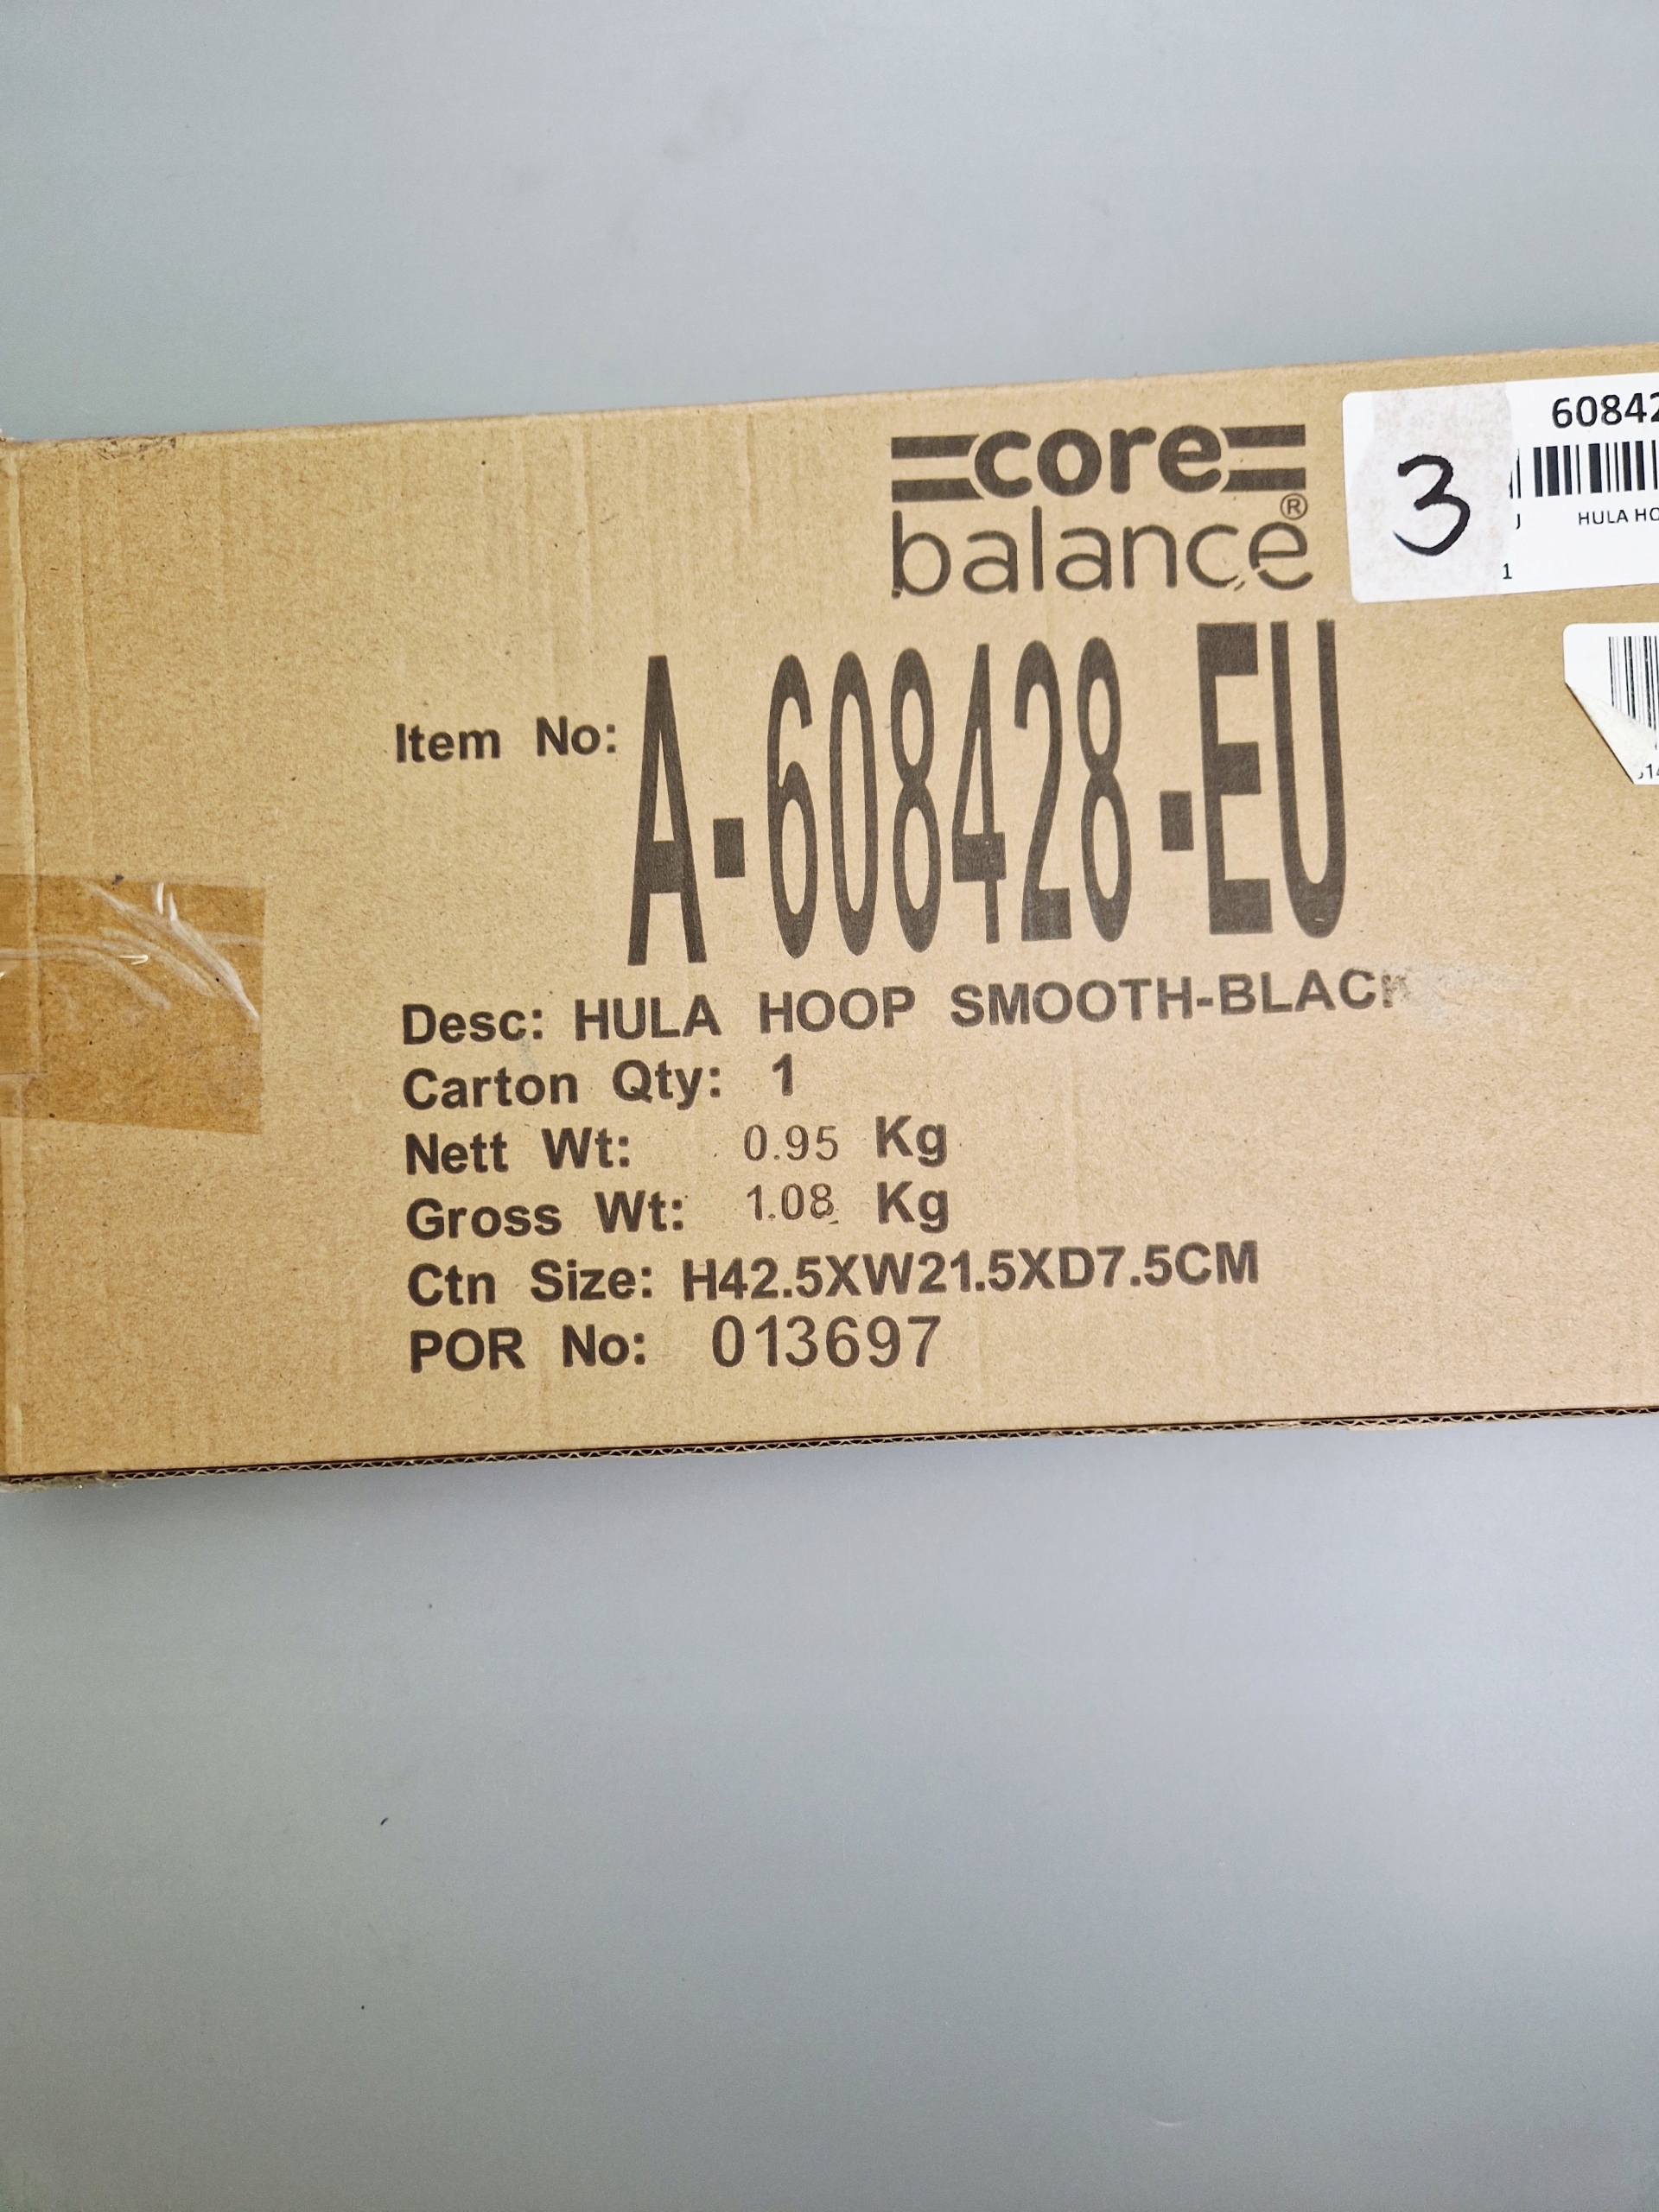 core
balance®
Item No: A-608428-EU
Desc: HULA HOOP SMOOTH-BLACK
Carton Qty: 1
Nett Wt: 0.95 Kg
Gross Wt: 1.08 Kg
Ctn Size: H42.5XW21.5XD7.5CM
POR No: 013697
3
60842
HULA HO
1